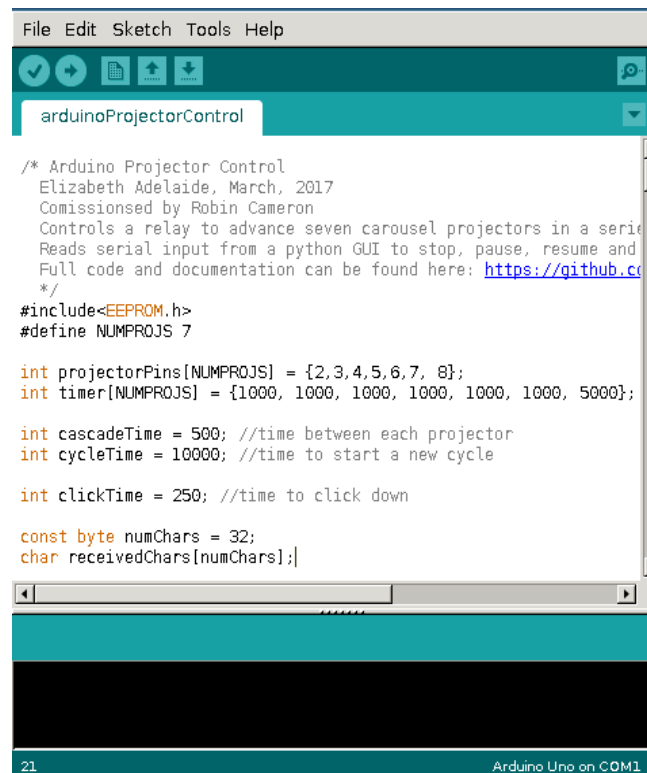 File Edit Sketch Tools Help
arduinoProjectorControl
/* Arduino Projector Control
Elizabeth Adelaide, March, 2017
Comissionsed by Robin Cameron
Controls a relay to advance seven carousel projectors in a serie
Reads serial input from a python GUI to stop, pause, resume and
Full code and documentation can be found here: https://github.co
*/
#include<EEPROM.h>
#define NUMPROJS 7
int projectorPins[NUMPROJS] = {2,3,4,5,6,7, 8};
int timer[NUMPROJS] = {1000, 1000, 1000, 1000, 1000, 1000, 5000};
int cascadeTime = 500; //time between each projector
int cycleTime = 10000; //time to start a new cycle
int clickTime = 250; //time to click down
const byte numChars = 32;
char receivedChars[numChars];
21
Arduino Uno on COM1